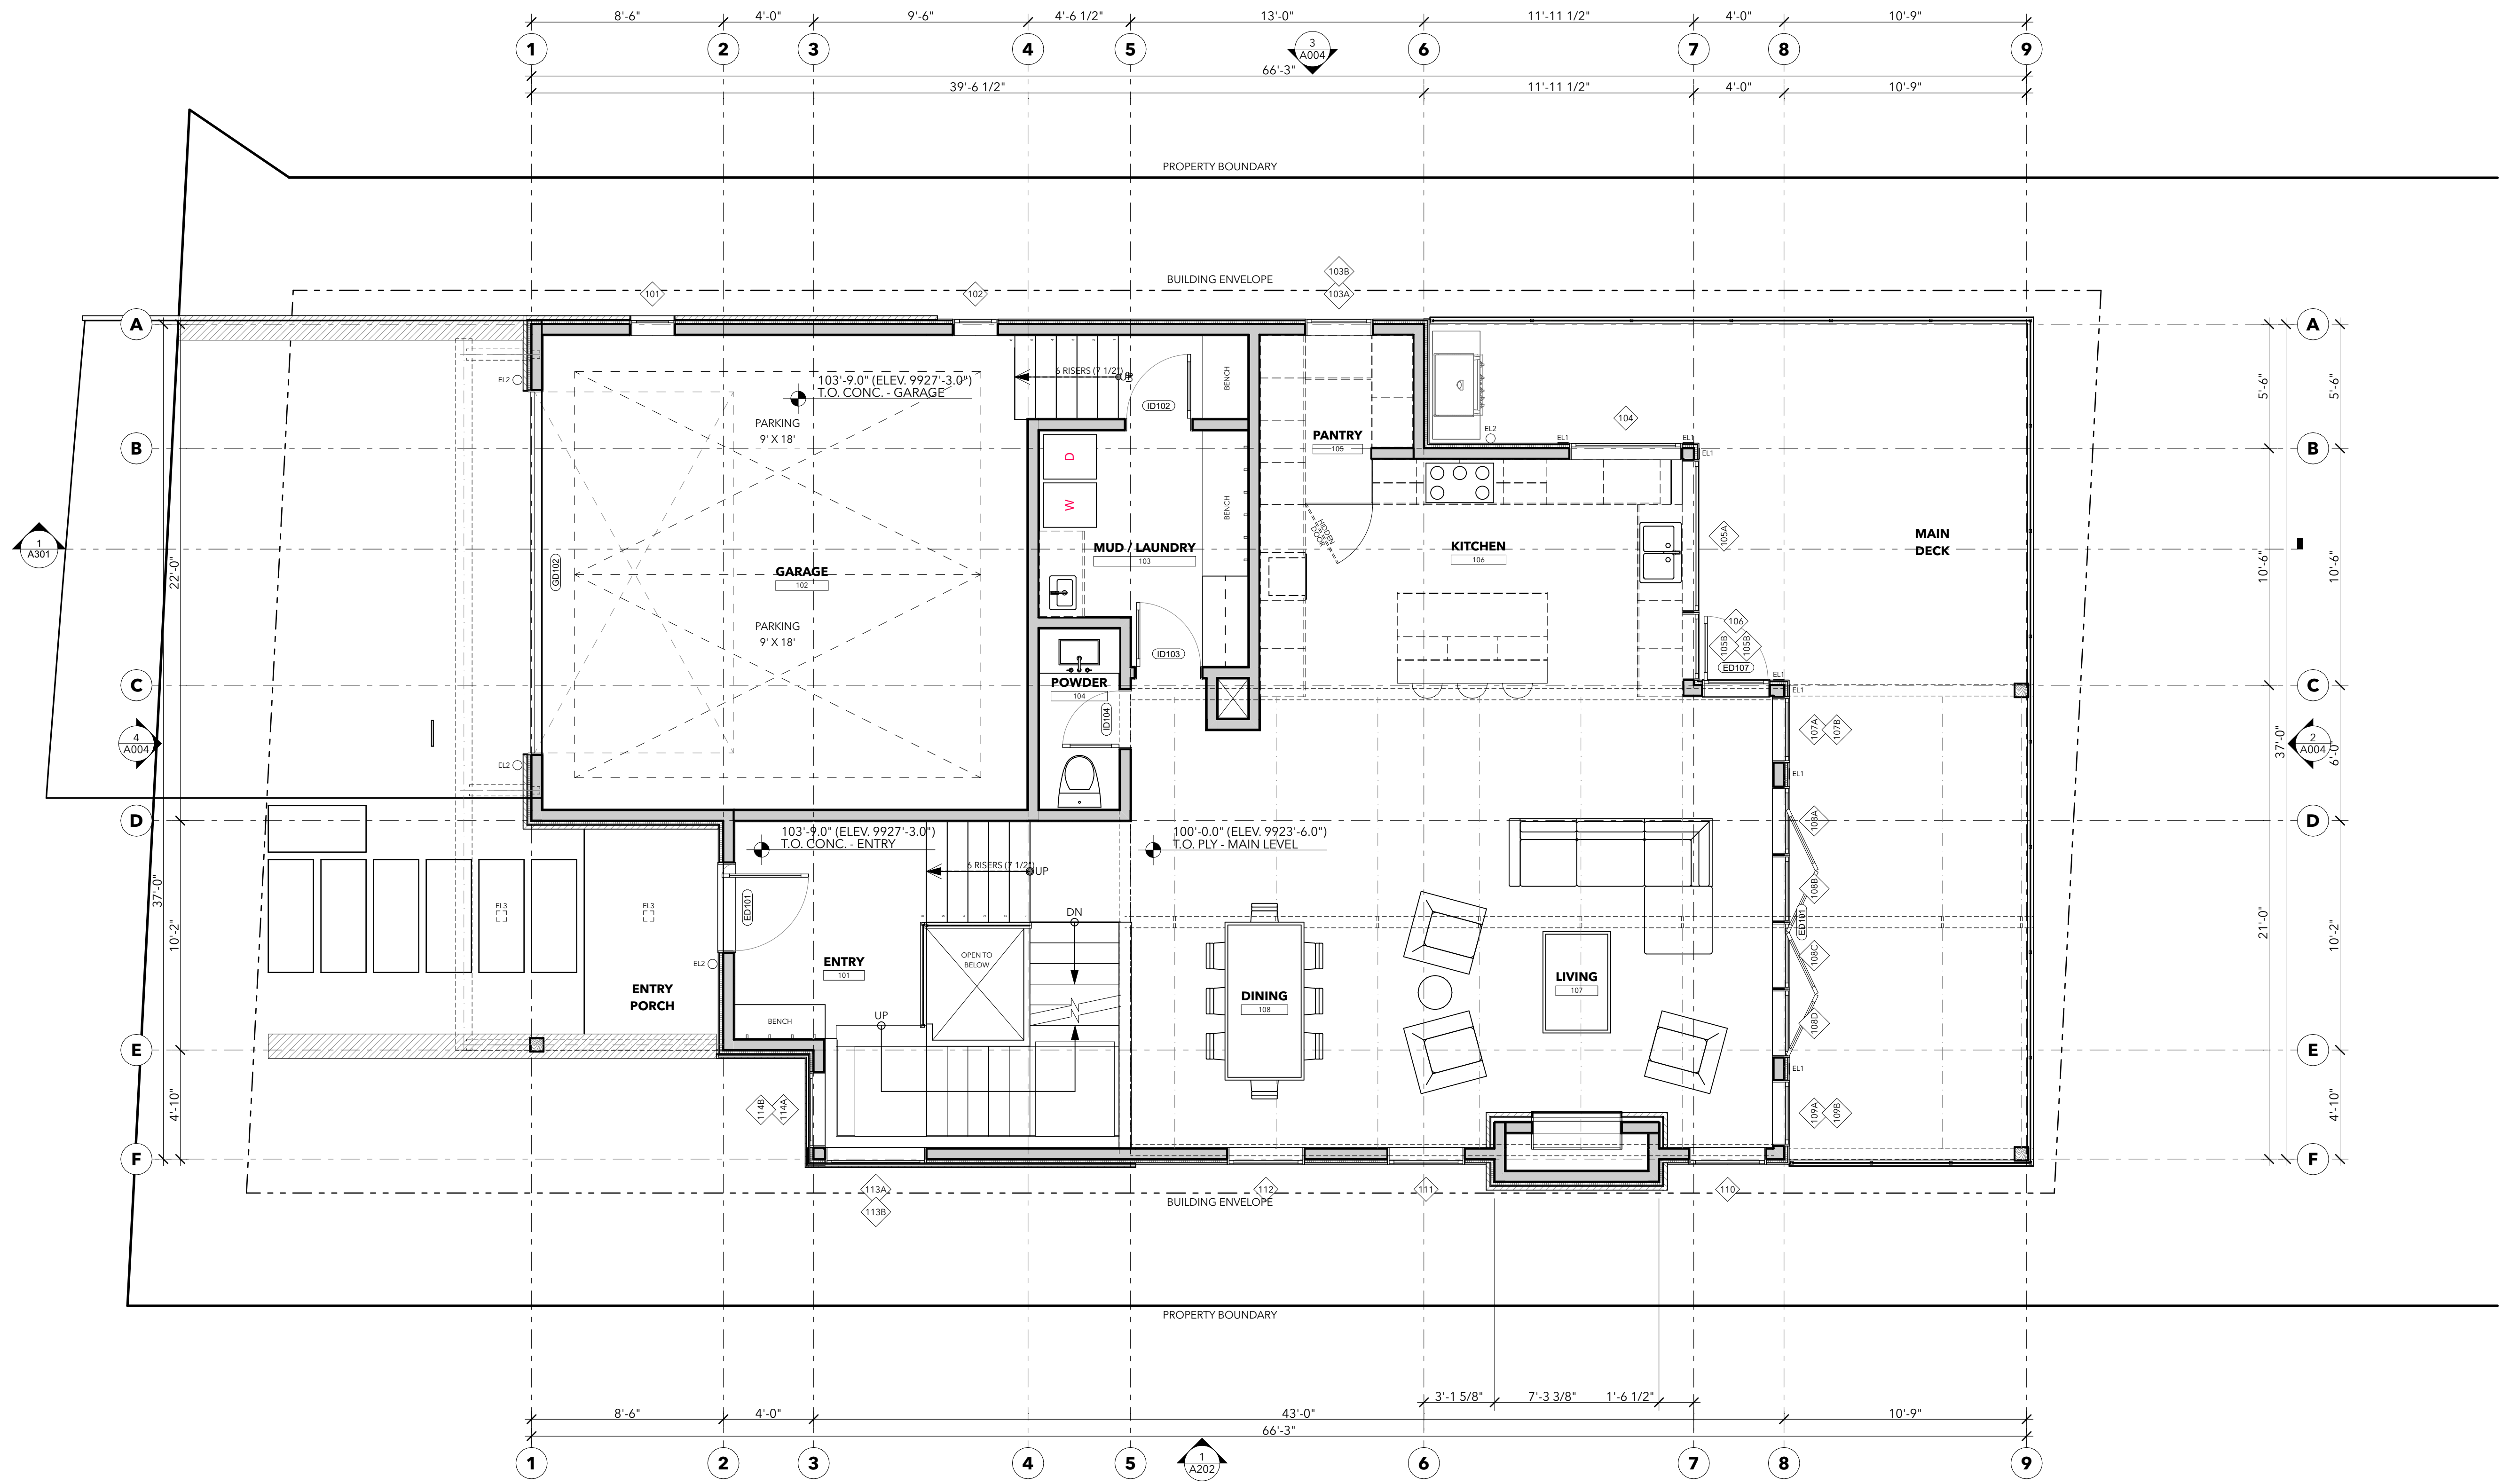 8'-6" 4'-0" 9'-6" 4'-6 1/2" 13'-0" 11'-11 1/2" 4'-0" 10'-9"
1 2 3 4 5 6 7 8 9
3
A004
66'-3"
39'-6 1/2" 11'-11 1/2" 4'-0" 10'-9"
PROPERTY BOUNDARY
BUILDING ENVELOPE
103B
101 102 103A
A A
EL2
103'-9.0" (ELEV. 9927'-3.0")
T.O. CONC. - GARAGE
6 RISERS (7 1/2") UP
BENCH
ID102
5'-6" 5'-6"
PARKING
9' X 18'
104
B B
PANTRY
105
EL2 EL1 EL1
EL1
D
W
BENCH
HIDDEN
DOOR
1
A301
MUD / LAUNDRY
103
KITCHEN
106
105A
MAIN
DECK
GD102
GARAGE
102
22'-0"
10'-6" 10'-6"
PARKING
9' X 18'
ID103
106
105B 105B
ED107
C C
POWDER
104
EL1
EL1
ID104
107A 107B
4
A004
2
A004
37'-0"
6'-0"
EL2
EL1
D D
108A
103'-9.0" (ELEV. 9927'-3.0")
T.O. CONC. - ENTRY
100'-0.0" (ELEV. 9923'-6.0")
T.O. PLY - MAIN LEVEL
6 RISERS (7 1/2") UP
37'-0"
EL3 EL3
ED101
DN
108B
ED101
10'-2"
21'-0" 10'-2"
OPEN TO
BELOW
108C
EL2
ENTRY
101
LIVING
107
ENTRY
PORCH
DINING
108
BENCH
UP
108D
E E
EL1
4'-10"
114B 114A
109A 109B
4'-10"
F F
113A 112 111 110
113B
BUILDING ENVELOPE
PROPERTY BOUNDARY
3'-1 5/8" 7'-3 3/8" 1'-6 1/2"
8'-6" 4'-0" 43'-0" 10'-9"
66'-3"
1
A202
1 2 3 4 5 6 7 8 9